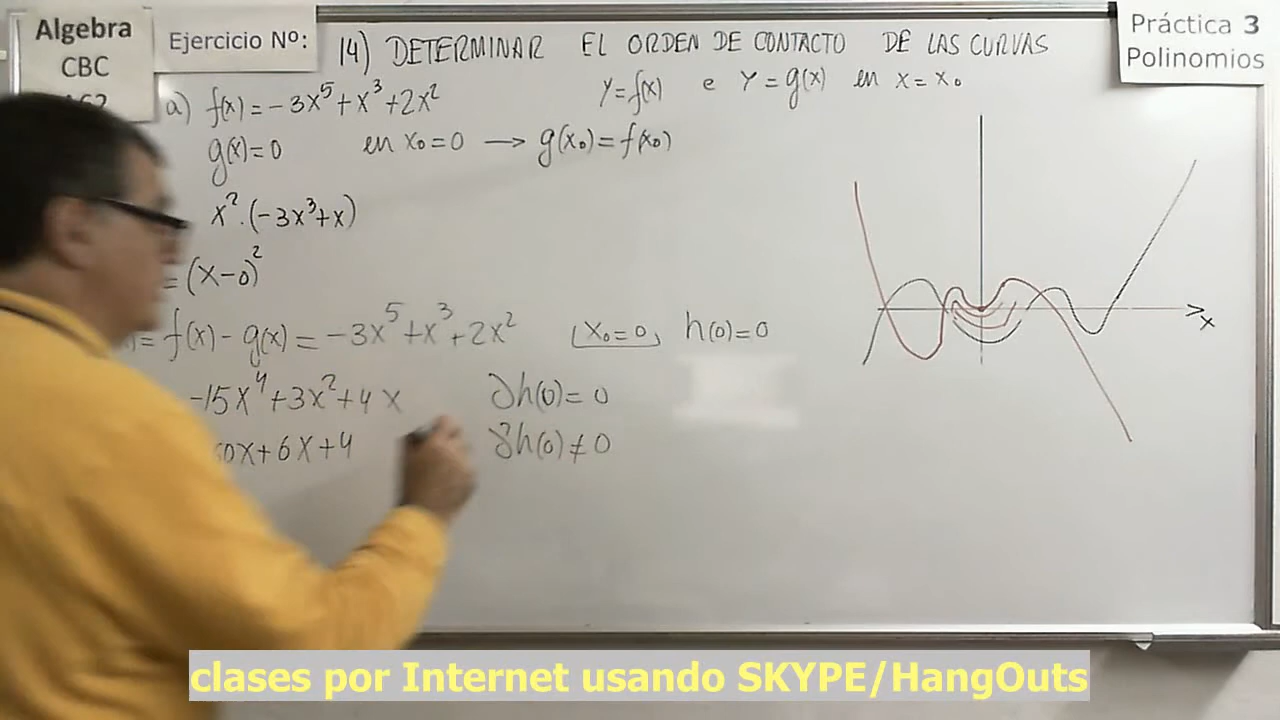 Algebra
CBC
Ejercicio Nº:
Práctica 3
Polinomios
14) DETERMINAR EL ORDEN DE CONTACTO DE LAS CURVAS
y=f(x) e y=g(x) en x=x₀
a) f(x)=-3x⁵+x³+2x²
g(x)=0 en x₀=0 → g(x₀)=f(x₀)
x².(-3x³+x)
=(x-0)²
= f(x)-g(x)=-3x⁵+x³+2x² x₀=0, h(0)=0
-15x⁴+3x²+4x ∂h(0)=0
60x+6x+4 ∂²h(0)≠0
x
clases por Internet usando SKYPE/HangOuts